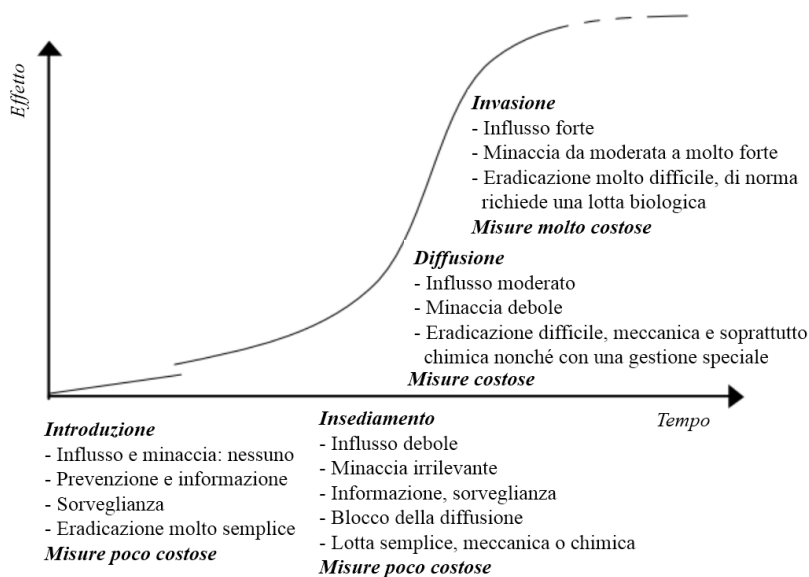 Effetto
Invasione
- Influsso forte
- Minaccia da moderata a molto forte
- Eradicazione molto difficile, di norma
richiede una lotta biologica
Misure molto costose
Diffusione
- Influsso moderato
- Minaccia debole
- Eradicazione difficile, meccanica e soprattutto
chimica nonché con una gestione speciale
Misure costose
Tempo
Introduzione
- Influsso e minaccia: nessuno
- Prevenzione e informazione
- Sorveglianza
- Eradicazione molto semplice
Misure poco costose
Insediamento
- Influsso debole
- Minaccia irrilevante
- Informazione, sorveglianza
- Blocco della diffusione
- Lotta semplice, meccanica o chimica
Misure poco costose